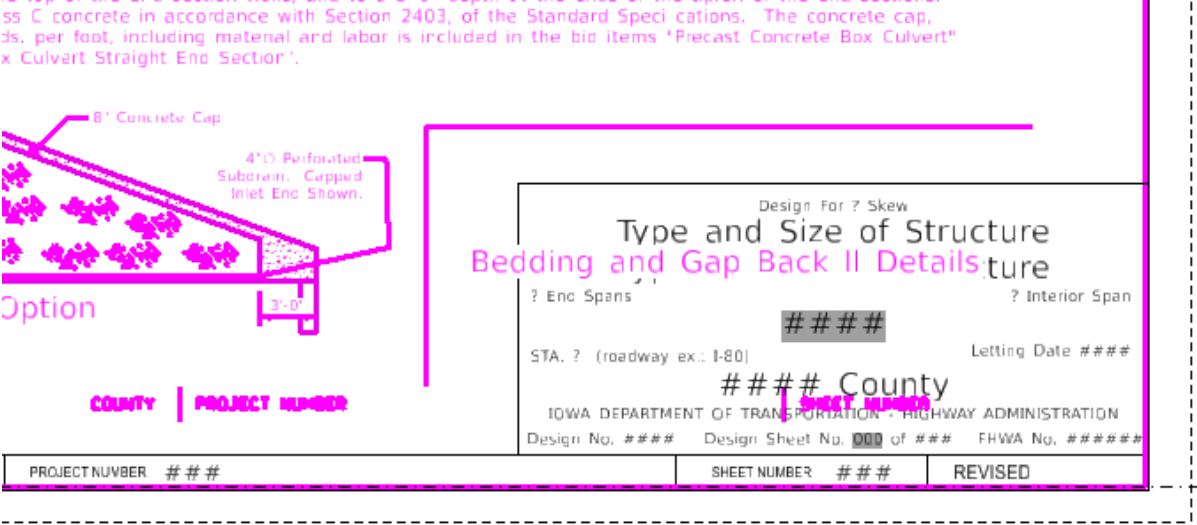 ss C concrete in accordance with Section 2403, of the Standard Speci cations. The concrete cap,
ds. per foot, including material and labor is included in the bid items "Precast Concrete Box Culvert"
x Culvert Straight End Section".
8" Concrete Cap
4"∅ Perforated
Subdrain. Capped
Inlet End Shown.
Design For ? Skew
Type and Size of Structure
Bedding and Gap Back Il Details
ture
? End Spans
? Interior Span
Option
3'-0"
####
STA. ? (roadway ex.: I-80)
Letting Date ####
#### County
COUNTY
PROJECT NUMBER
SHEET NUMBER
IOWA DEPARTMENT OF TRANSPORTATION - HIGHWAY ADMINISTRATION
Design No. #### Design Sheet No. 000 of ### FHWA No. ######
PROJECT NUMBER ###
SHEET NUMBER ###
REVISED